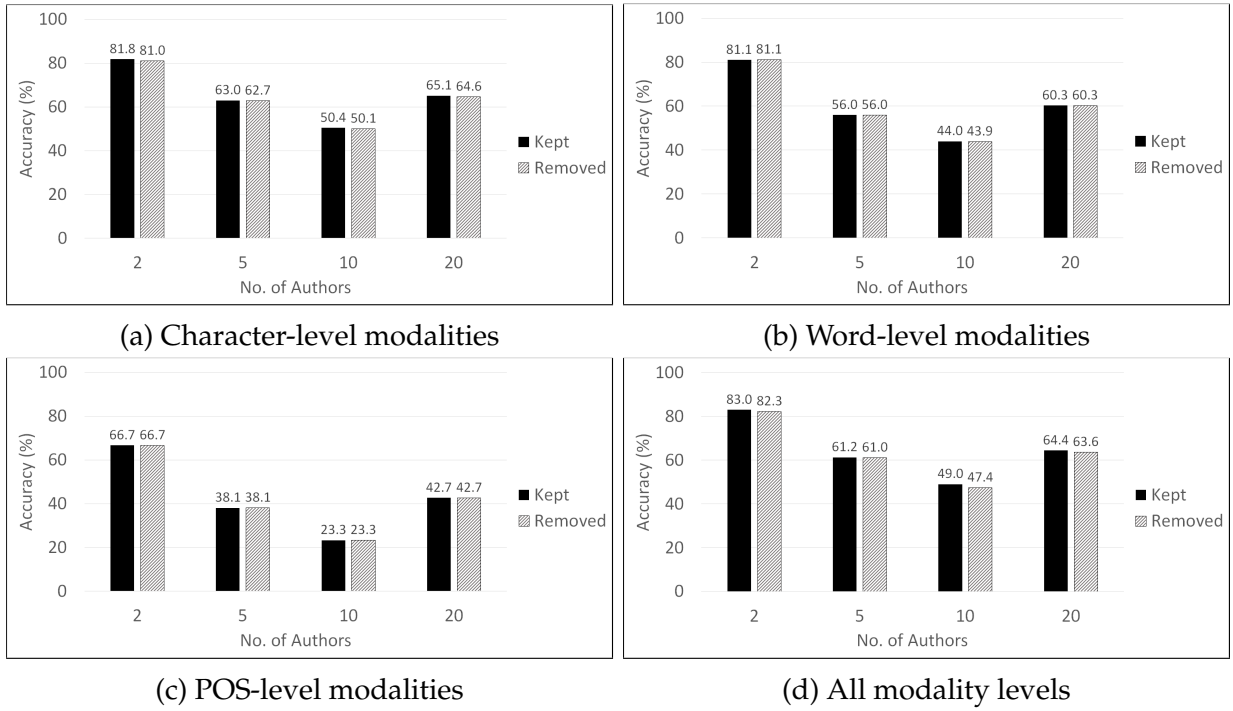 100
80
60
40
20
0
Accuracy (%)
81.8 81.0
63.0 62.7
50.4 50.1
65.1 64.6
2 5 10 20
No. of Authors
Kept
Removed
(a) Character-level modalities
100
80
60
40
20
0
Accuracy (%)
81.1 81.1
56.0 56.0
44.0 43.9
60.3 60.3
2 5 10 20
No. of Authors
Kept
Removed
(b) Word-level modalities
100
80
60
40
20
0
Accuracy (%)
66.7 66.7
38.1 38.1
23.3 23.3
42.7 42.7
2 5 10 20
No. of Authors
Kept
Removed
(c) POS-level modalities
100
80
60
40
20
0
Accuracy (%)
83.0 82.3
61.2 61.0
49.0 47.4
64.4 63.6
2 5 10 20
No. of Authors
Kept
Removed
(d) All modality levels